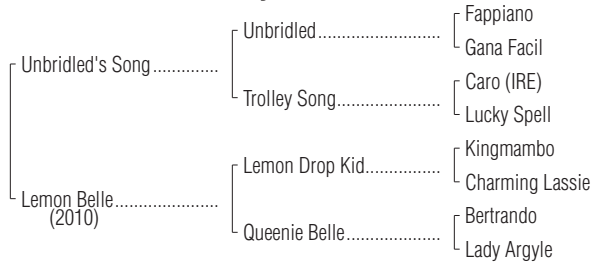 Fappiano
Unbridled........................
Gana Facil
Unbridled's Song.............
Caro (IRE)
Trolley Song....................
Lucky Spell
Kingmambo
Lemon Drop Kid..............
Charming Lassie
Lemon Belle....................
(2010)
Bertrando
Queenie Belle..................
Lady Argyle